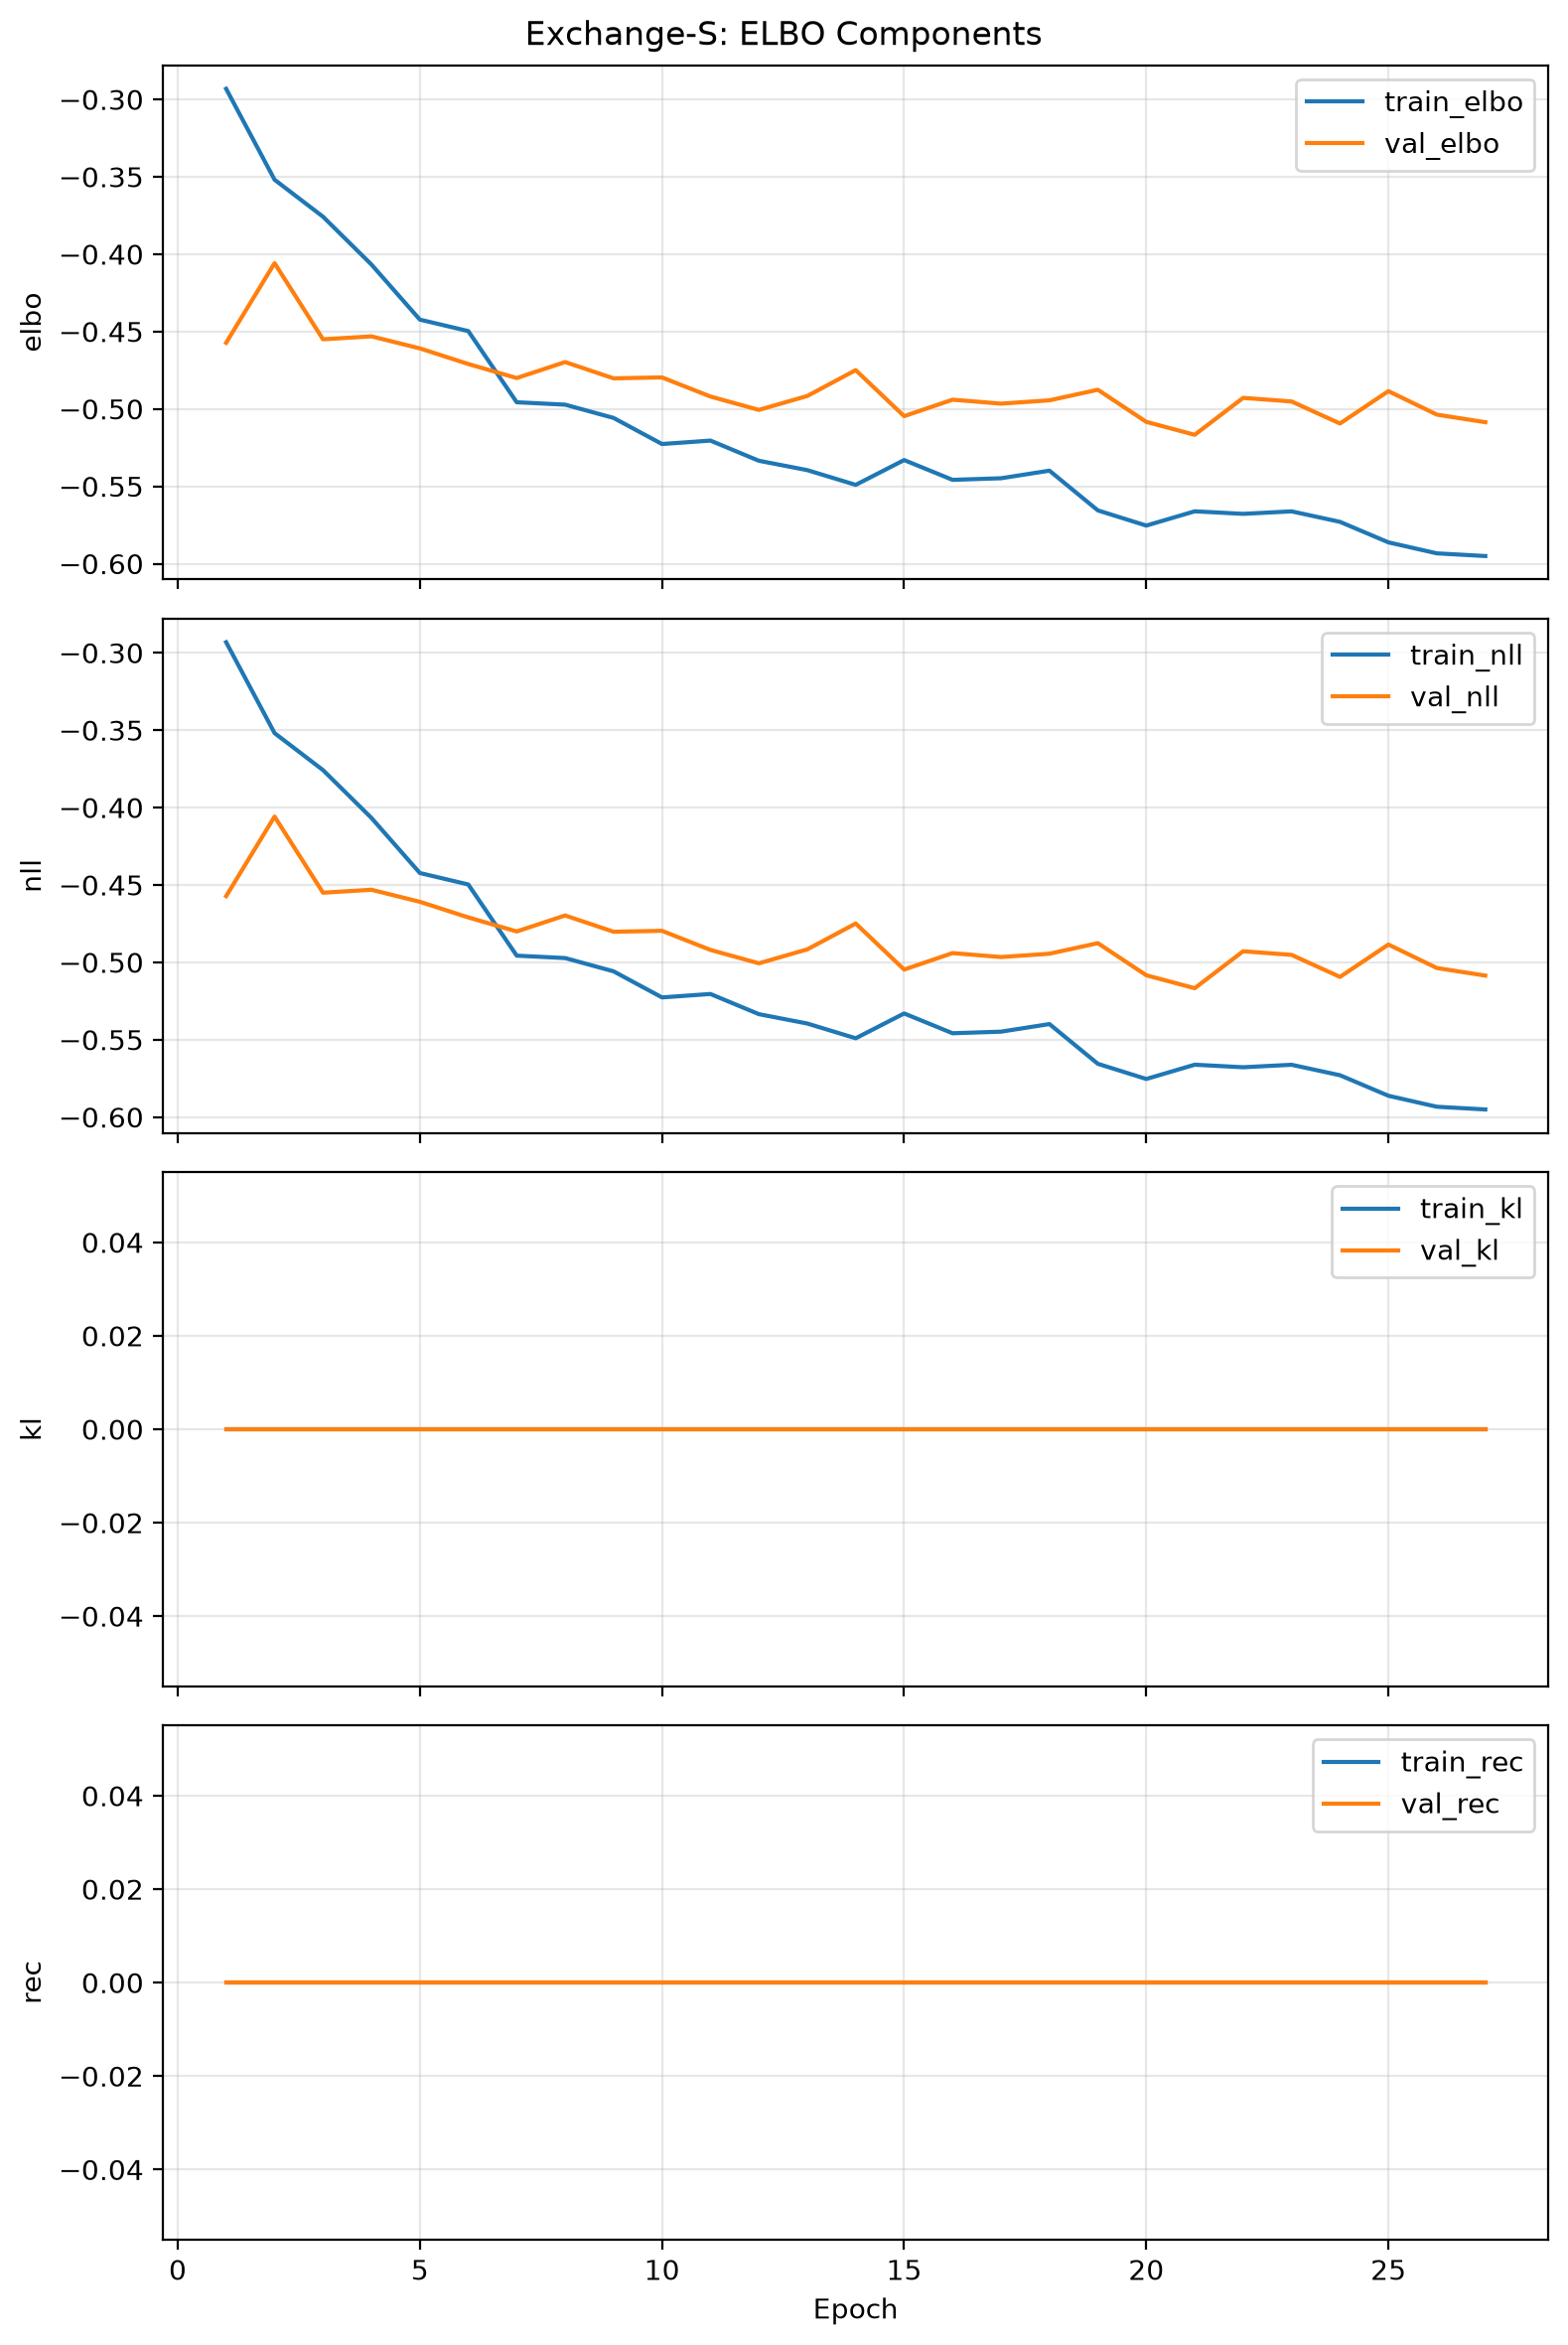 Exchange-S: ELBO Components
train_elbo
val_elbo
elbo
−0.30
−0.35
−0.40
−0.45
−0.50
−0.55
−0.60
train_nll
val_nll
nll
−0.30
−0.35
−0.40
−0.45
−0.50
−0.55
−0.60
train_kl
val_kl
kl
0.04
0.02
0.00
−0.02
−0.04
train_rec
val_rec
rec
0.04
0.02
0.00
−0.02
−0.04
0 5 10 15 20 25
Epoch